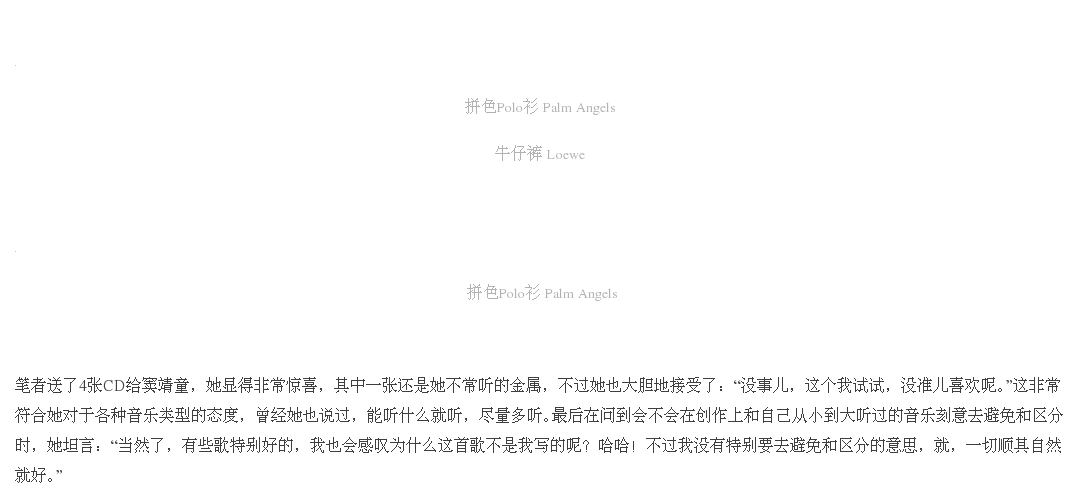 拼色Polo衫 Palm Angels
牛仔裤 Loewe
拼色Polo衫 Palm Angels
笔者送了4张CD给窦靖童，她显得非常惊喜，其中一张还是她不常听的金属，不过她也大胆地接受了：“没事儿，这个我试试，没准儿喜欢呢。”这非常
符合她对于各种音乐类型的态度，曾经她也说过，能听什么就听，尽量多听。最后在问到会不会在创作上和自己从小到大听过的音乐刻意去避免和区分
时，她坦言：“当然了，有些歌特别好的，我也会感叹为什么这首歌不是我写的呢？哈哈！不过我没有特别要去避免和区分的意思，就，一切顺其自然
就好。”